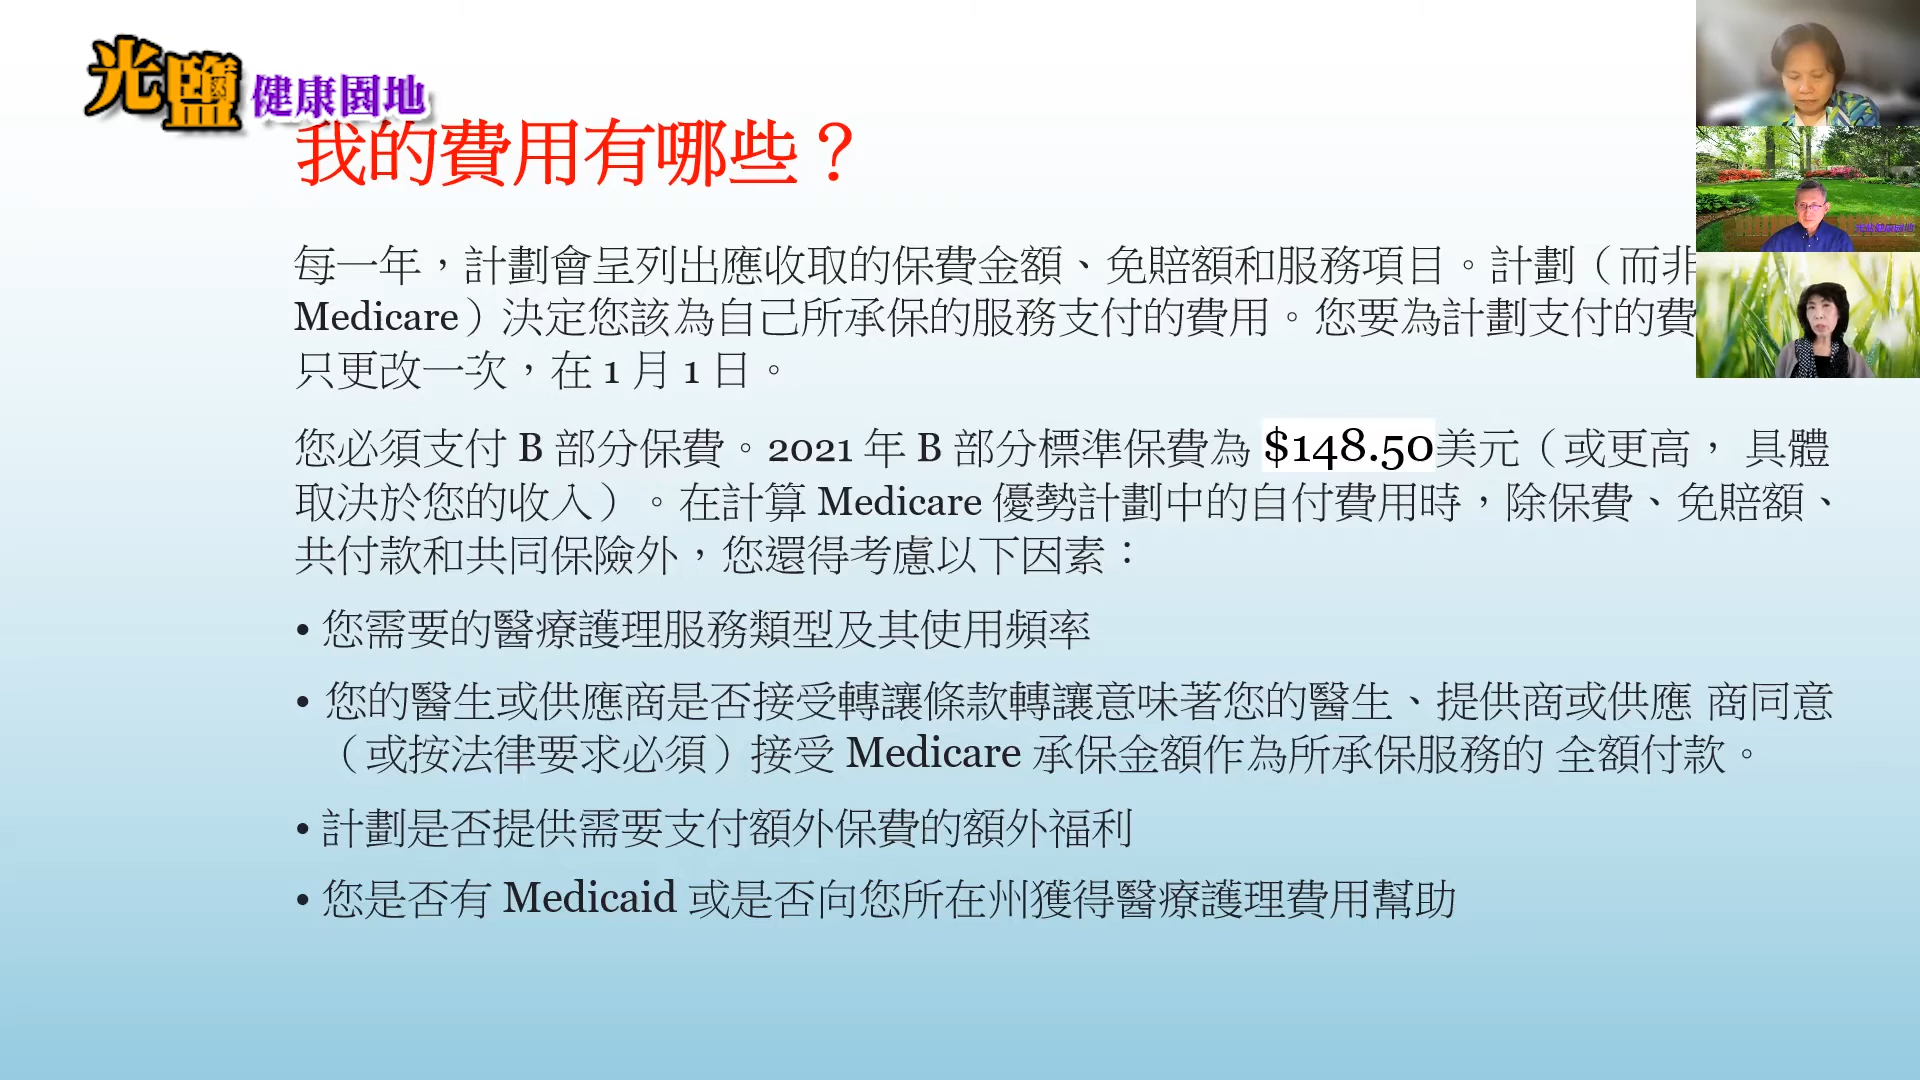 光鹽健康園地
我的費用有哪些？
每一年，計劃會呈列出應收取的保費金額、免賠額和服務項目。計劃（而非
Medicare）決定您該為自己所承保的服務支付的費用。您要為計劃支付的費
只更改一次，在 1 月 1 日。
您必須支付 B 部分保費。2021 年 B 部分標準保費為 $148.50美元（或更高， 具體
取決於您的收入）。在計算 Medicare 優勢計劃中的自付費用時，除保費、免賠額、
共付款和共同保險外，您還得考慮以下因素：
• 您需要的醫療護理服務類型及其使用頻率
• 您的醫生或供應商是否接受轉讓條款轉讓意味著您的醫生、提供商或供應 商同意
（或按法律要求必須）接受 Medicare 承保金額作為所承保服務的 全額付款。
• 計劃是否提供需要支付額外保費的額外福利
• 您是否有 Medicaid 或是否向您所在州獲得醫療護理費用幫助
光鹽健康園地